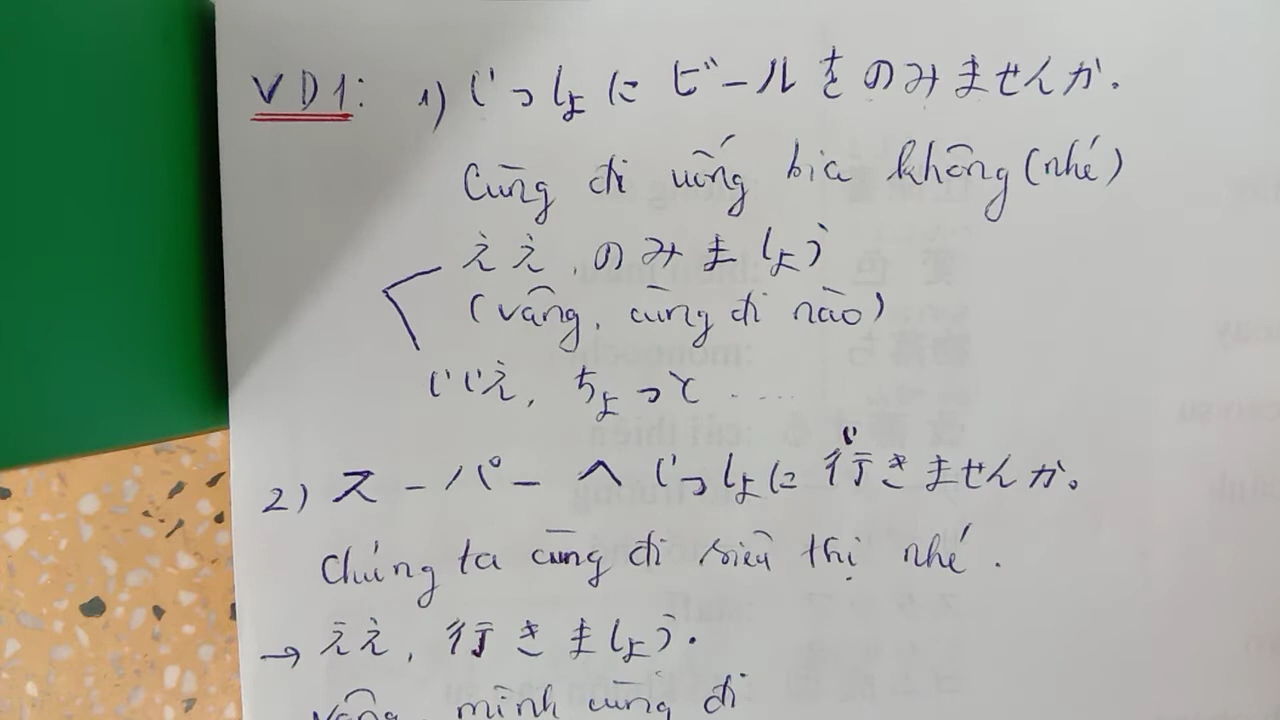 VD1: 1) いっしょに ビールを のみませんか.
Cùng đi uống bia không (nhé)
ええ, のみましょう
(vâng, cùng đi nào)
いいえ, ちょっと .....
い
2) スーパーへ いっしょに 行きませんか。
Chúng ta cùng đi siêu thị nhé.
→ ええ, 行きましょう.
Vâng, mình cùng đi